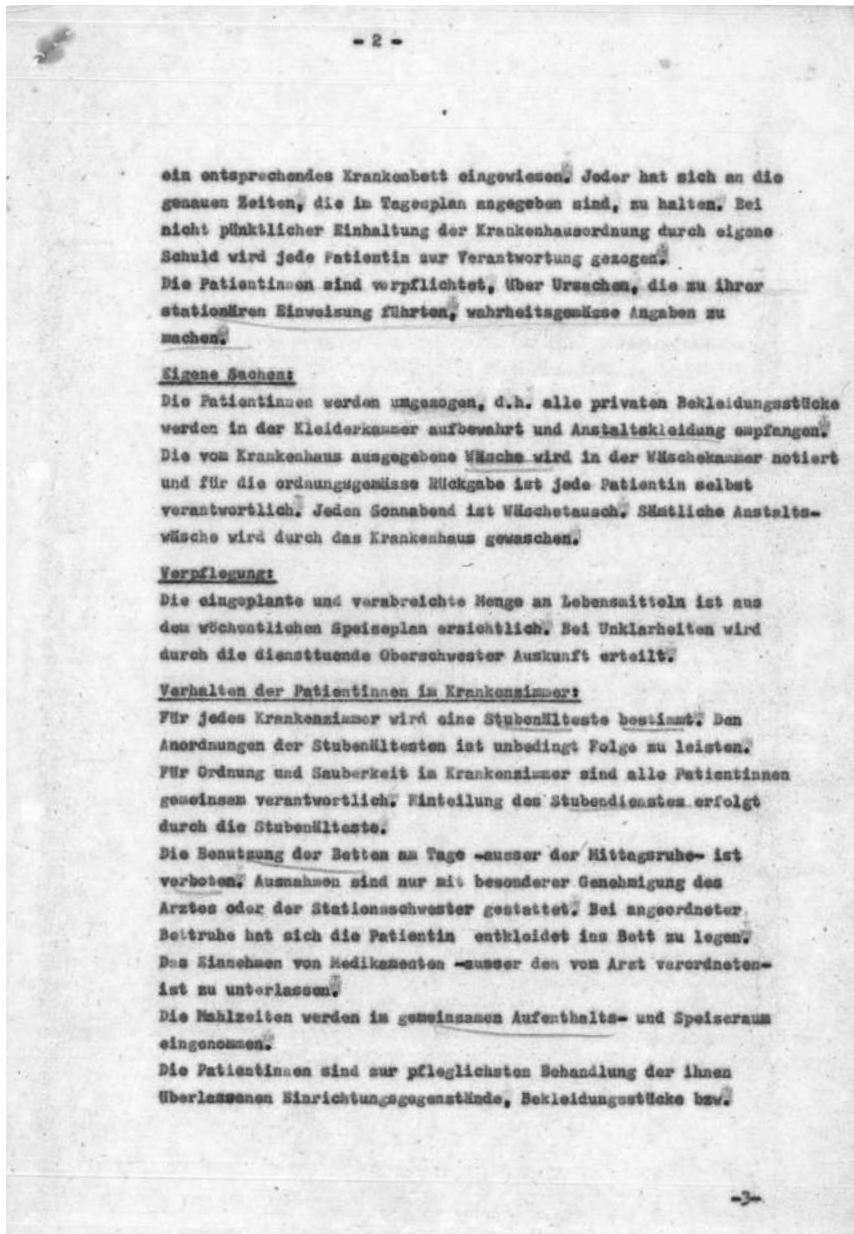 - 2 -
ein entsprechendes Krankenbett eingewiesen. Jeder hat sich an die
genauen Zeiten, die im Tagesplan angegeben sind, zu halten. Bei
nicht pünktlicher Einhaltung der Krankenhausordnung durch eigene
Schuld wird jede Patientin zur Verantwortung gezogen.
Die Patientinnen sind verpflichtet, über Ursachen, die zu ihrer
stationären Einweisung führten, wahrheitsgemässe Angaben zu
machen.
Eigene Sachen:
Die Patientinnen werden umgezogen, d.h. alle privaten Bekleidungsstücke
werden in der Kleiderkammer aufbewahrt und Anstaltskleidung empfangen.
Die vom Krankenhaus ausgegebene Wäsche wird in der Wäschekammer notiert
und für die ordnungsgemässe Rückgabe ist jede Patientin selbst
verantwortlich. Jeden Sonnabend ist Wäschetausch. Sämtliche Anstalts-
wäsche wird durch das Krankenhaus gewaschen.
Verpflegung:
Die eingeplante und verabreichte Menge an Lebensmitteln ist aus
dem wöchentlichen Speiseplan ersichtlich. Bei Unklarheiten wird
durch die diensttuende Oberschwester Auskunft erteilt.
Verhalten der Patientinnen im Krankenzimmer:
Für jedes Krankenzimmer wird eine Stubenälteste bestimmt. Den
Anordnungen der Stubenältesten ist unbedingt Folge zu leisten.
Für Ordnung und Sauberkeit im Krankenzimmer sind alle Patientinnen
gemeinsam verantwortlich. Einteilung des Stubendienstes erfolgt
durch die Stubenälteste.
Die Benutzung der Betten am Tage -ausser der Mittagsruhe- ist
verboten. Ausnahmen sind nur mit besonderer Genehmigung des
Arztes oder der Stationsschwester gestattet. Bei angeordneter
Bettruhe hat sich die Patientin entkleidet ins Bett zu legen.
Das Einnehmen von Medikamenten -ausser den vom Arzt verordneten-
ist zu unterlassen.
Die Mahlzeiten werden im gemeinsamen Aufenthalts- und Speiseraum
eingenommen.
Die Patientinnen sind zur pfleglichsten Behandlung der ihnen
überlassenen Einrichtungsgegenstände, Bekleidungsstücke bzw.
-3-